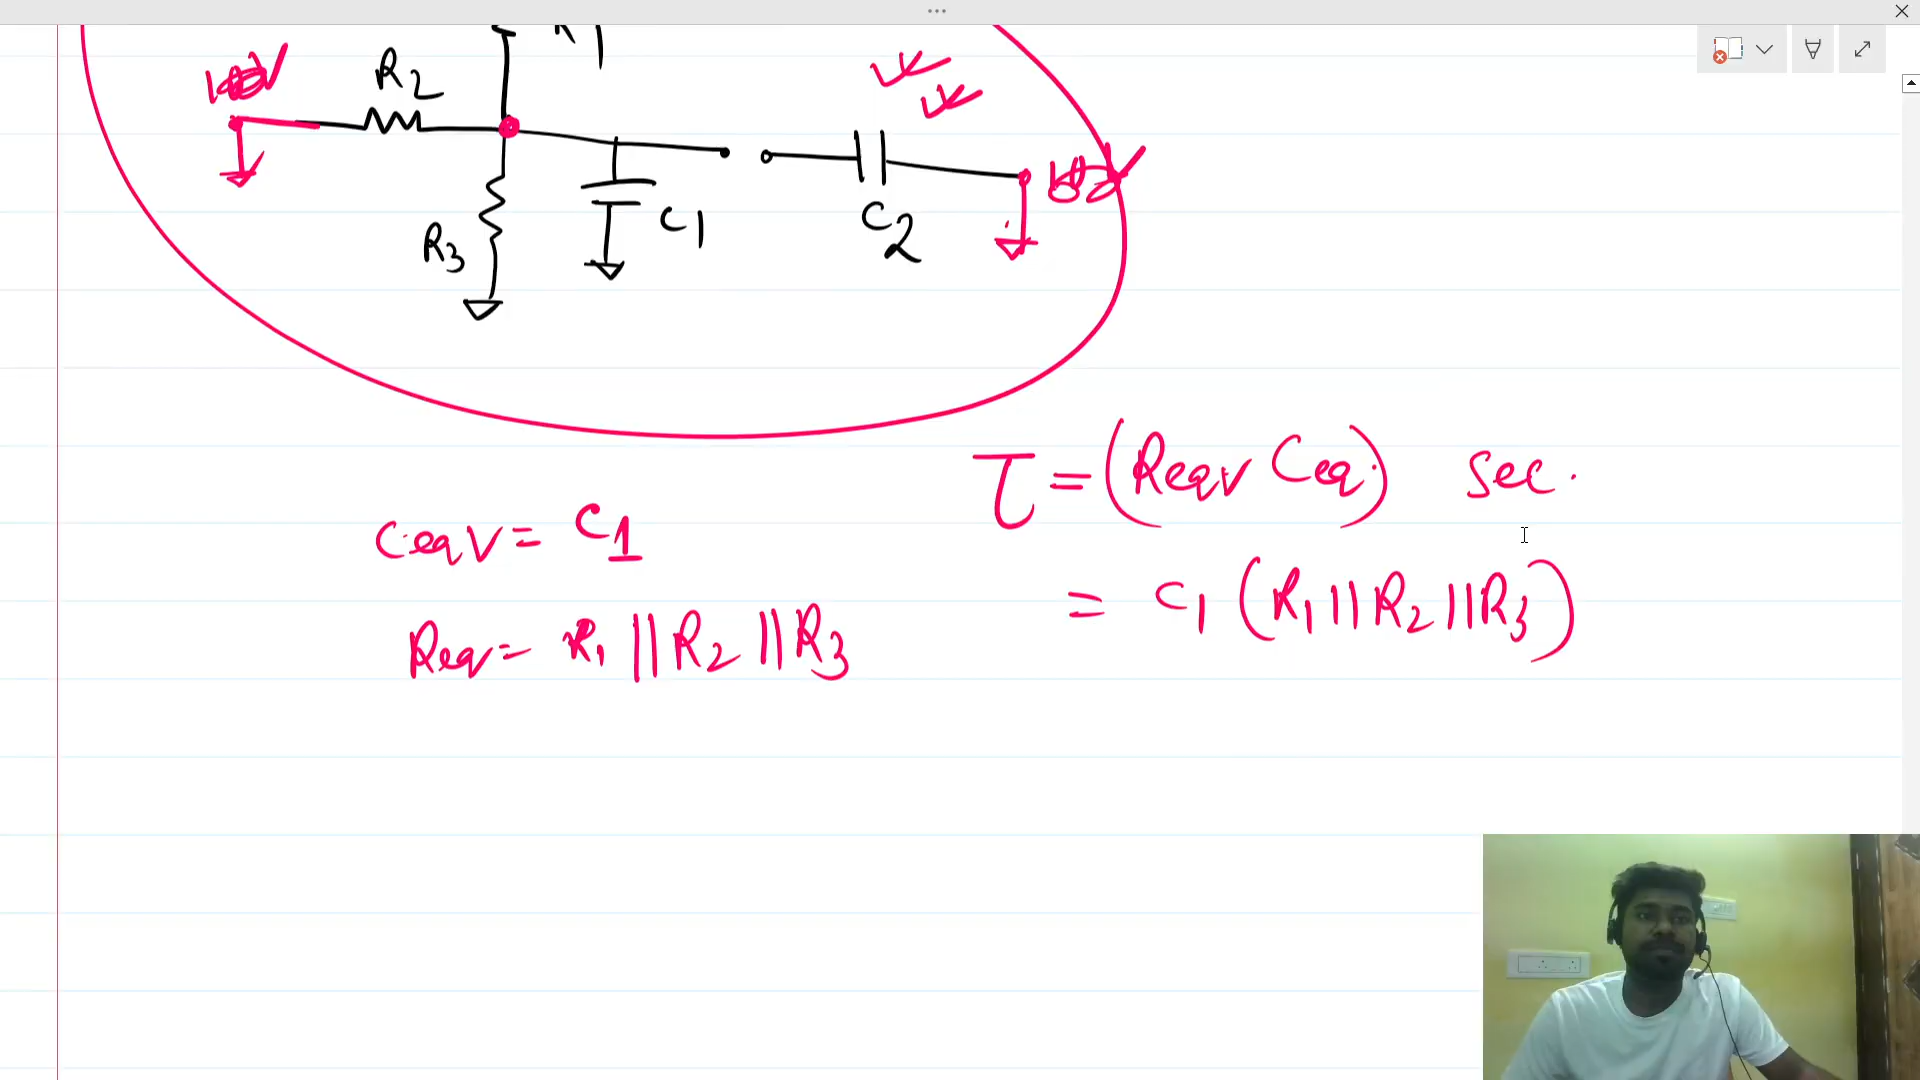 R2
R3
C1
C2
τ = (Reqv Ceq.) Sec.
Ceqv = C1
= C1 (R1 || R2 || R3)
Req = R1 || R2 || R3